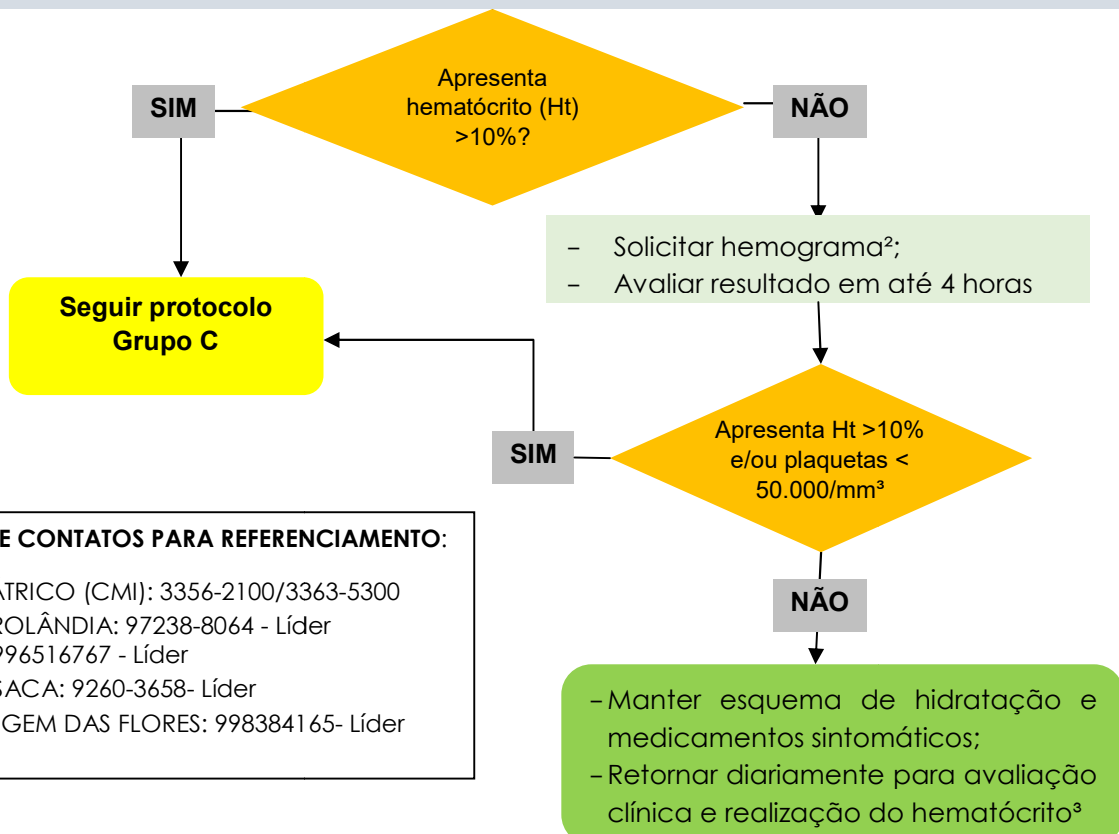 Apresenta
hematócrito (Ht)
>10%?
SIM
NÃO
- Solicitar hemograma²;
- Avaliar resultado em até 4 horas
Seguir protocolo
Grupo C
Apresenta Ht >10%
e/ou plaquetas <
50.000/mm³
SIM
E CONTATOS PARA REFERENCIAMENTO:
ÁTRICO (CMI): 3356-2100/3363-5300
ROLÂNDIA: 97238-8064 - Líder
996516767 - Líder
SACA: 9260-3658- Líder
GEM DAS FLORES: 998384165- Líder
NÃO
- Manter esquema de hidratação e
medicamentos sintomáticos;
- Retornar diariamente para avaliação
clínica e realização do hematócrito³